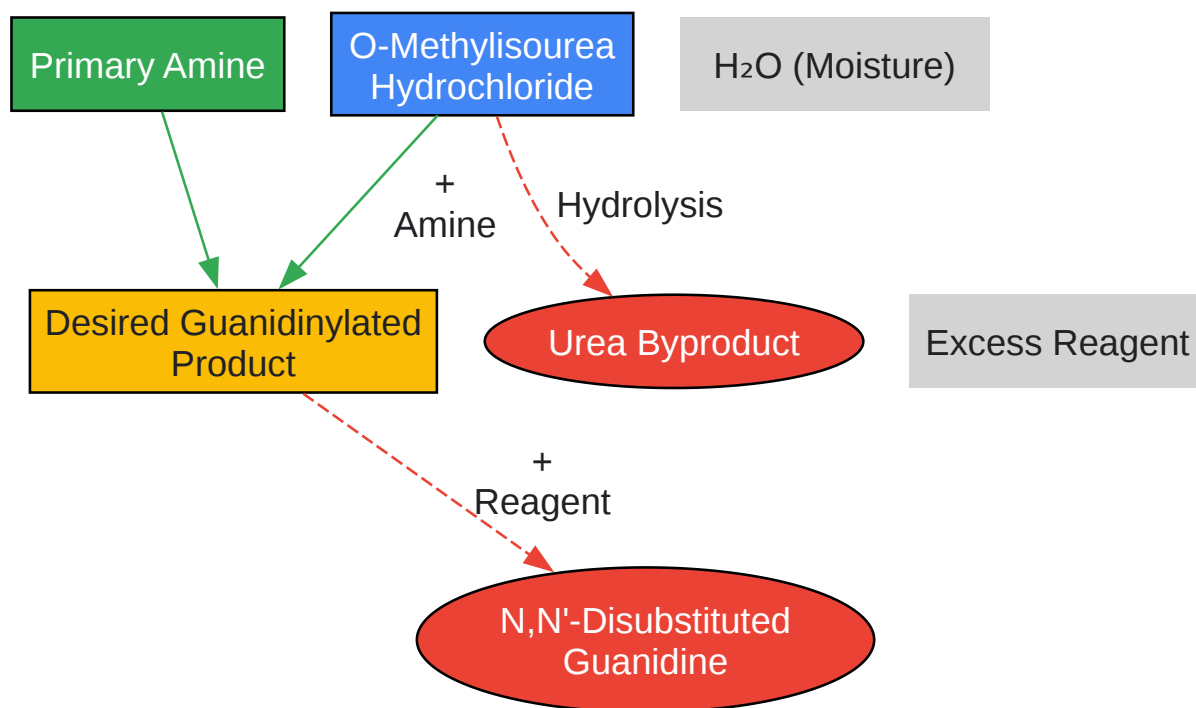 Primary Amine
O-Methylisourea
Hydrochloride
H₂O (Moisture)
+
Amine
Hydrolysis
Desired Guanidinylated
Product
Urea Byproduct
Excess Reagent
+
Reagent
N,N'-Disubstituted
Guanidine